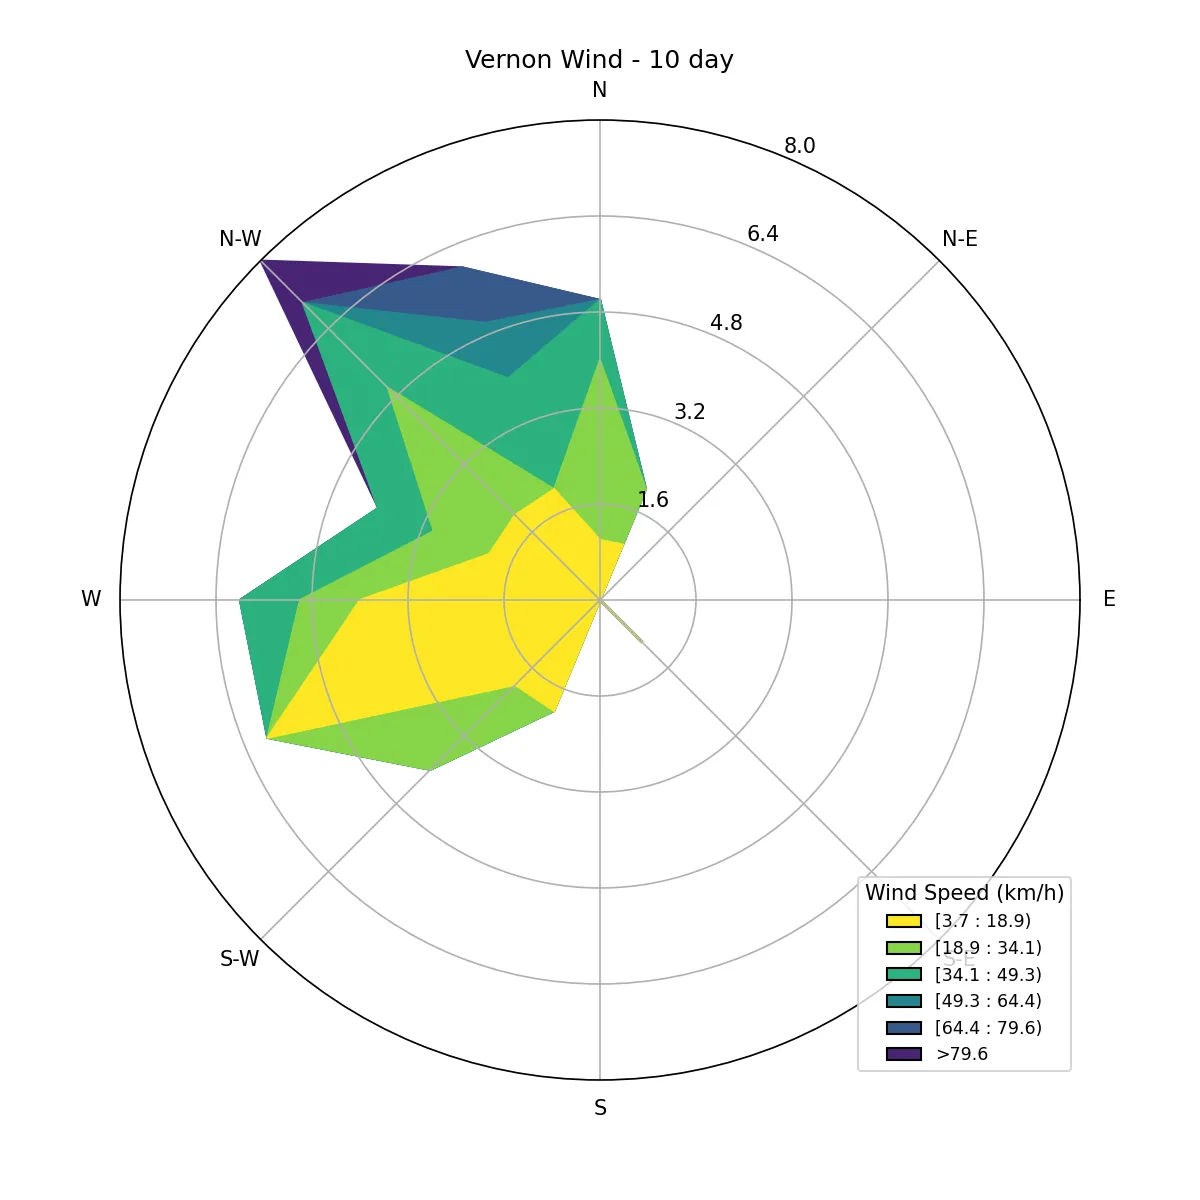 Vernon Wind - 10 day
N
8.0
N-W
N-E
6.4
4.8
3.2
1.6
W
E
S-W
S-E
S
Wind Speed (km/h)
[3.7 : 18.9)
[18.9 : 34.1)
[34.1 : 49.3)
[49.3 : 64.4)
[64.4 : 79.6)
>79.6